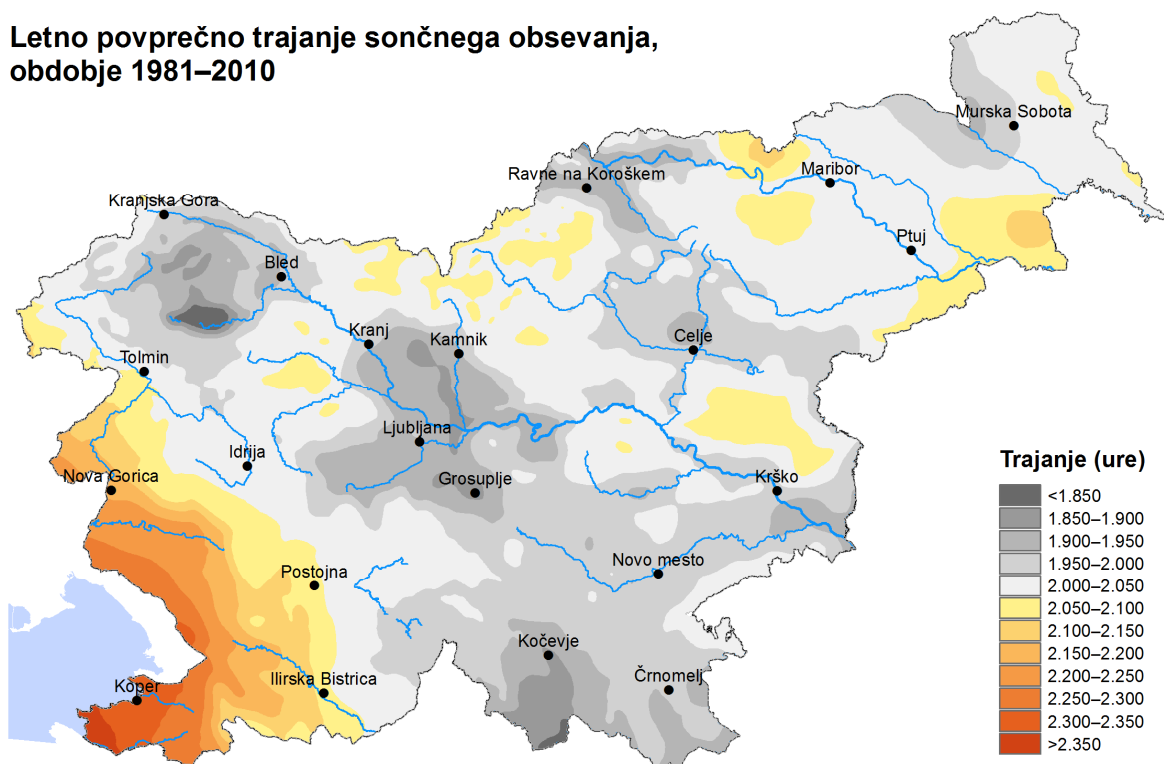 Letno povprečno trajanje sončnega obsevanja,
obdobje 1981–2010
Murska Sobota
Ravne na Koroškem
Maribor
Kranjska Gora
Ptuj
Bled
Kranj
Kamnik
Celje
Tolmin
Ljubljana
Idrija
Nova Gorica
Grosuplje
Krško
Novo mesto
Postojna
Kočevje
Črnomelj
Ilirska Bistrica
Koper
Trajanje (ure)
<1.850
1.850–1.900
1.900–1.950
1.950–2.000
2.000–2.050
2.050–2.100
2.100–2.150
2.150–2.200
2.200–2.250
2.250–2.300
2.300–2.350
>2.350